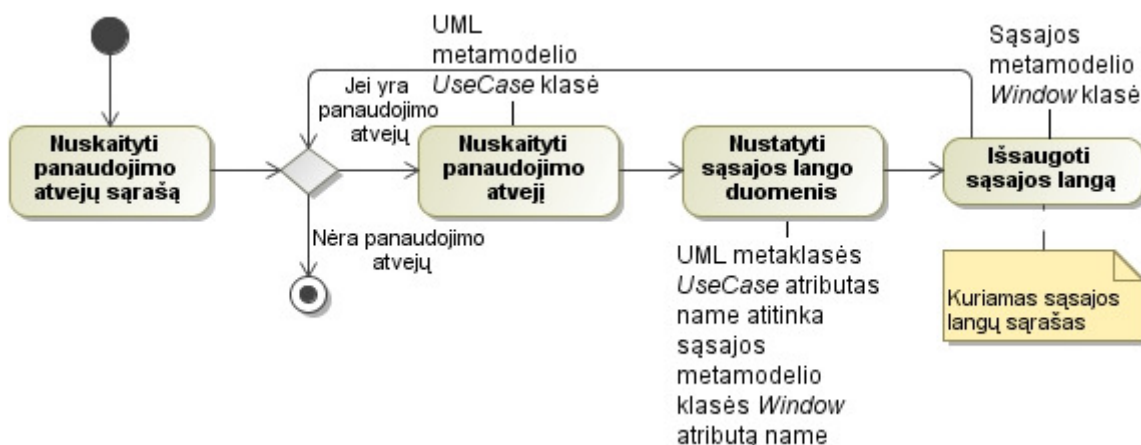 UML
metamodelio
UseCase klasė
Sąsajos
metamodelio
Window klasė
Jei yra
panaudojimo
atvejų
Nuskaityti
panaudojimo
atvejų sąrašą
Nuskaityti
panaudojimo
atvejį
Nustatyti
sąsajos lango
duomenis
Išsaugoti
sąsajos langą
Nėra panaudojimo
atvejų
UML metaklasės
UseCase atributas
name atitinka
sąsajos
metamodelio
klasės Window
atributą name
Kuriamas sąsajos
langų sąrašas